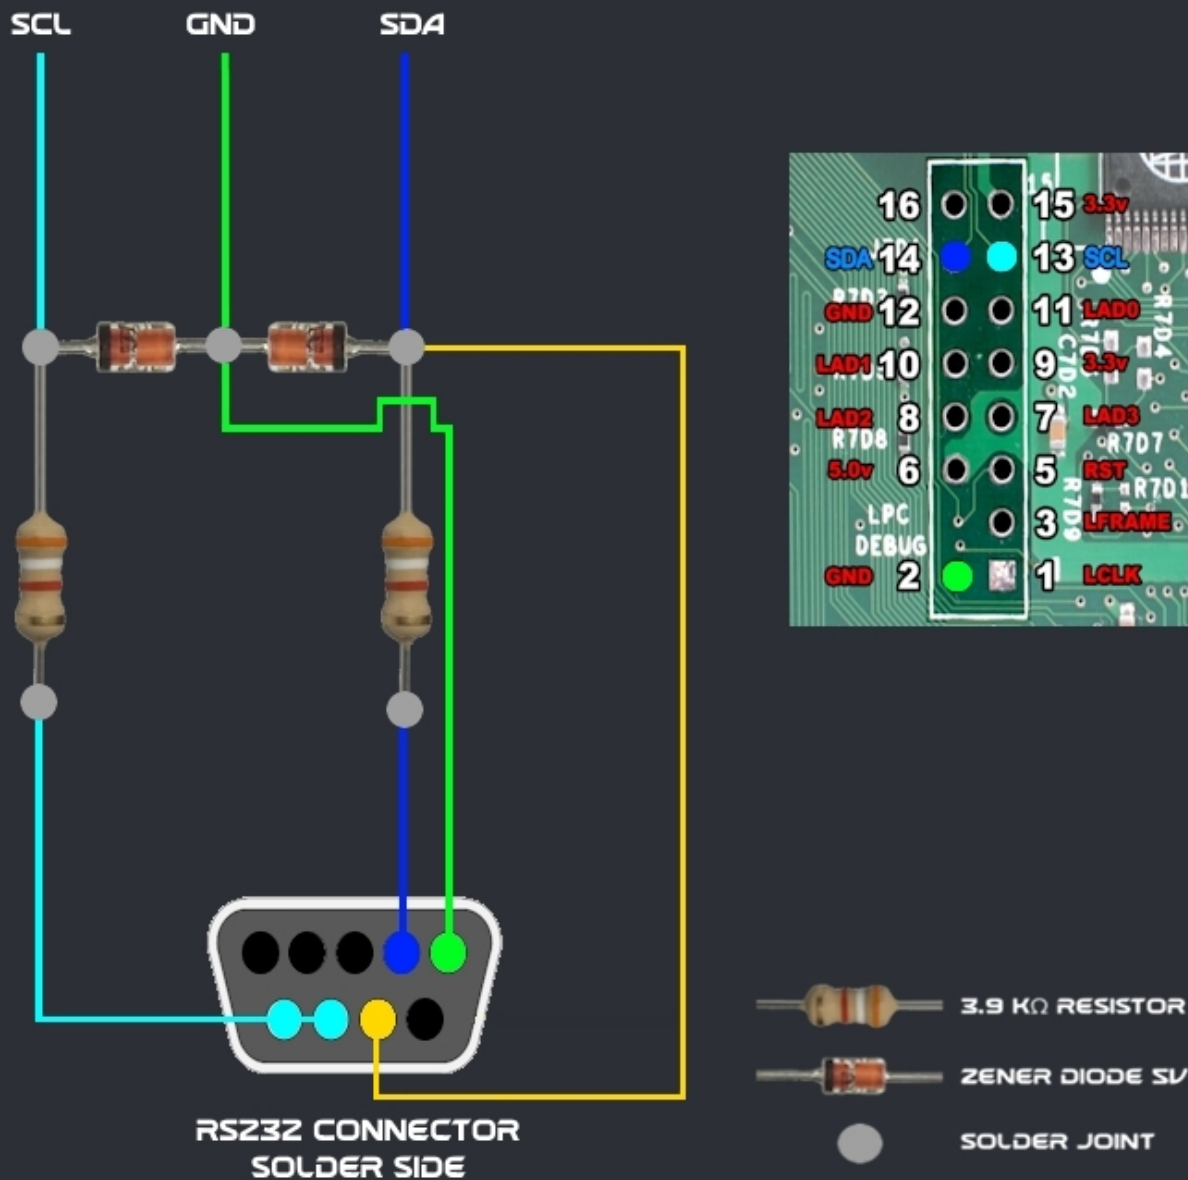 SCL GND SDA
15
16 15 3.3v
SDA 14 13 SCL
GND 12 11 LAD0
LAD1 10 9 3.3v
LAD2 8 7 LAD3
R7D8 R7D7
5.0v 6 5 RST
R7D1
3 LFRAME
LPC
DEBUG
GND 2 1 LCLK
R7D4
C7D2
R7D9
3.9 KΩ RESISTOR
ZENER DIODE 5V
SOLDER JOINT
RS232 CONNECTOR
SOLDER SIDE